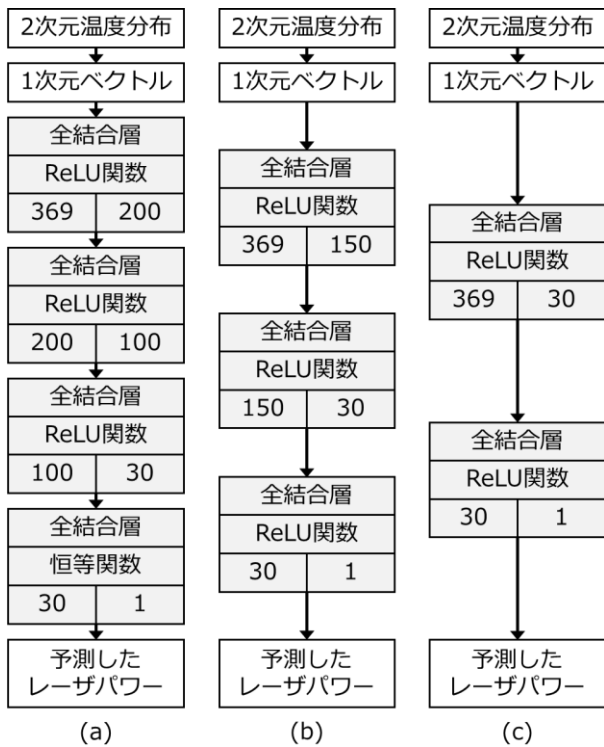 2次元温度分布
1次元ベクトル
全結合層
ReLU関数
369 200
全結合層
ReLU関数
200 100
全結合層
ReLU関数
100 30
全結合層
恒等関数
30 1
予測した
レーザパワー
(a)
2次元温度分布
1次元ベクトル
全結合層
ReLU関数
369 150
全結合層
ReLU関数
150 30
全結合層
ReLU関数
30 1
予測した
レーザパワー
(b)
2次元温度分布
1次元ベクトル
全結合層
ReLU関数
369 30
全結合層
ReLU関数
30 1
予測した
レーザパワー
(c)